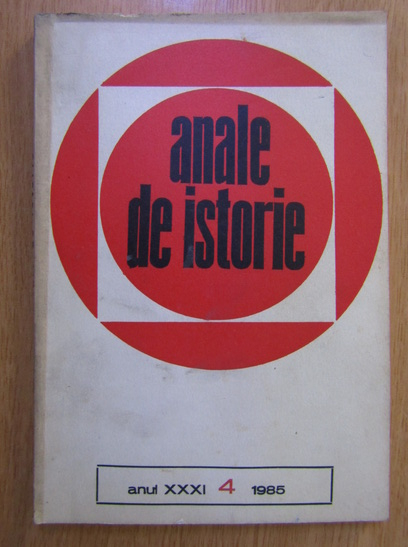 anale
de istorie
anul XXXI 4 1985